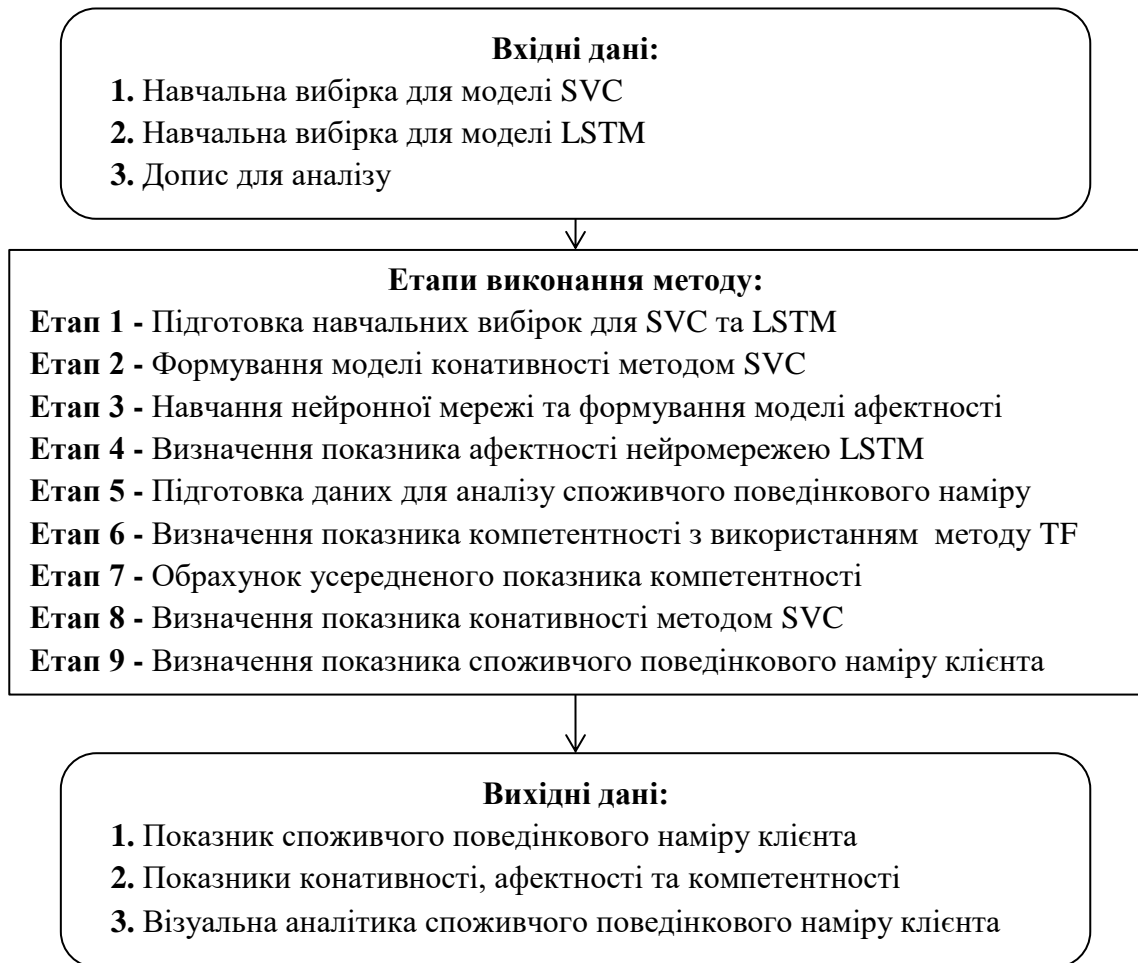 Вхідні дані:
1. Навчальна вибірка для моделі SVC
2. Навчальна вибірка для моделі LSTM
3. Допис для аналізу
Етапи виконання методу:
Етап 1 - Підготовка навчальних вибірок для SVC та LSTM
Етап 2 - Формування моделі конативності методом SVC
Етап 3 - Навчання нейронної мережі та формування моделі афектності
Етап 4 - Визначення показника афектності нейромережею LSTM
Етап 5 - Підготовка даних для аналізу споживчого поведінкового наміру
Етап 6 - Визначення показника компетентності з використанням методу TF
Етап 7 - Обрахунок усередненого показника компетентності
Етап 8 - Визначення показника конативності методом SVC
Етап 9 - Визначення показника споживчого поведінкового наміру клієнта
Вихідні дані:
1. Показник споживчого поведінкового наміру клієнта
2. Показники конативності, афектності та компетентності
3. Візуальна аналітика споживчого поведінкового наміру клієнта